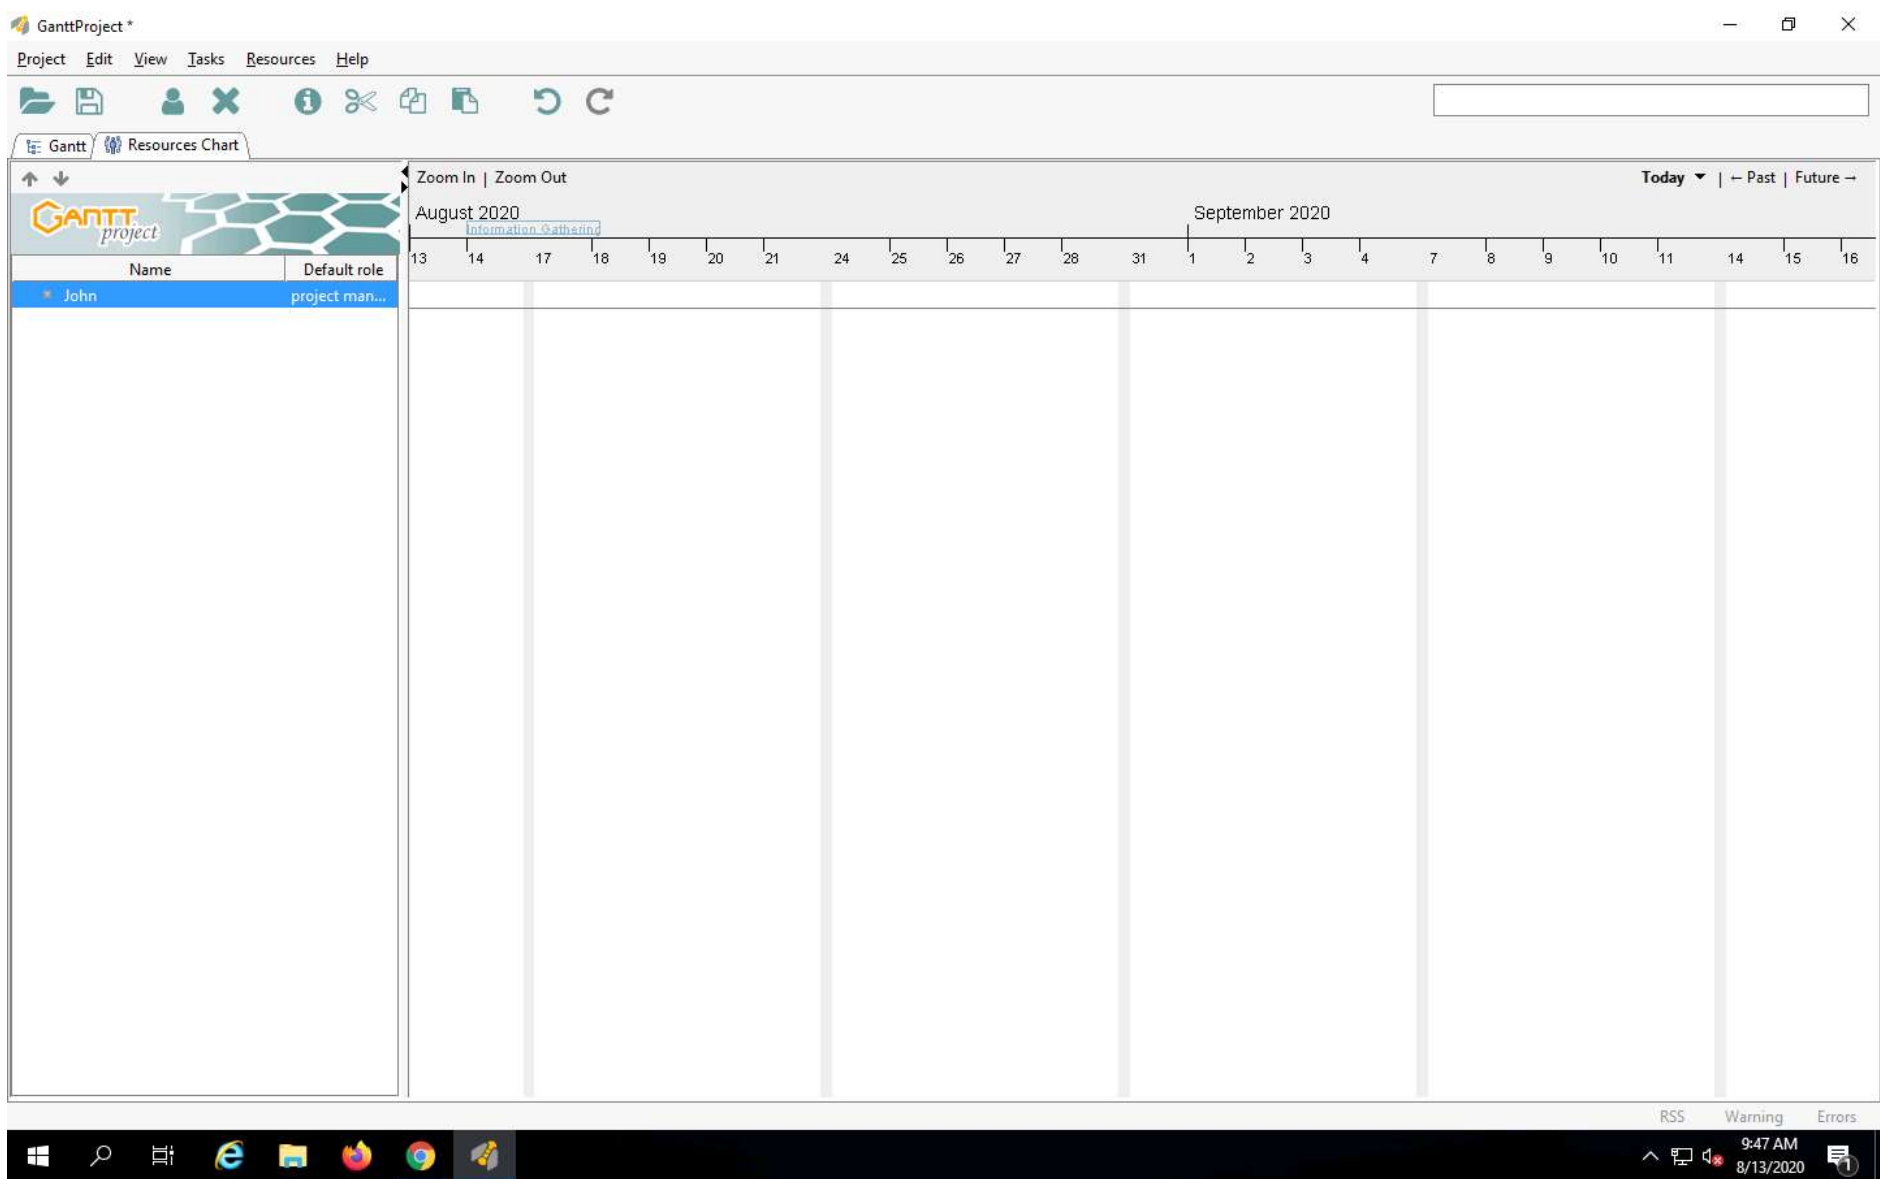 GanttProject *
Project Edit View Tasks Resources Help
Gantt Resources Chart
Zoom In | Zoom Out Today | ← Past | Future →
GANTT project
August 2020 September 2020
Information Gathering
13 14 17 18 19 20 21 24 25 26 27 28 31 1 2 3 4 7 8 9 10 11 14 15 16
Name Default role
John project man...
RSS Warning Errors
9:47 AM
8/13/2020
1